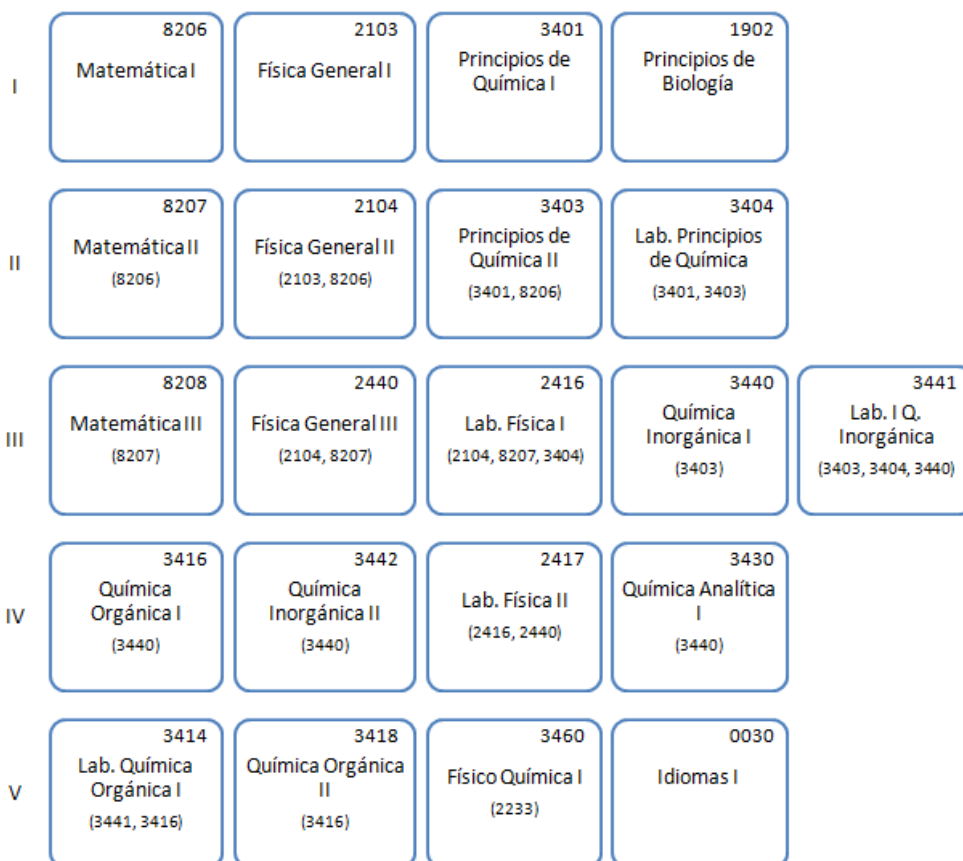 I
8206
Matemática I
2103
Física General I
3401
Principios de
Química I
1902
Principios de
Biología
II
8207
Matemática II
(8206)
2104
Física General II
(2103, 8206)
3403
Principios de
Química II
(3401, 8206)
3404
Lab. Principios
de Química
(3401, 3403)
III
8208
Matemática III
(8207)
2440
Física General III
(2104, 8207)
2416
Lab. Física I
(2104, 8207, 3404)
3440
Química
Inorgánica I
(3403)
3441
Lab. I Q.
Inorgánica
(3403, 3404, 3440)
IV
3416
Química
Orgánica I
(3440)
3442
Química
Inorgánica II
(3440)
2417
Lab. Física II
(2416, 2440)
3430
Química Analítica
I
(3440)
V
3414
Lab. Química
Orgánica I
(3441, 3416)
3418
Química Orgánica
II
(3416)
3460
Físico Química I
(2233)
0030
Idiomas I